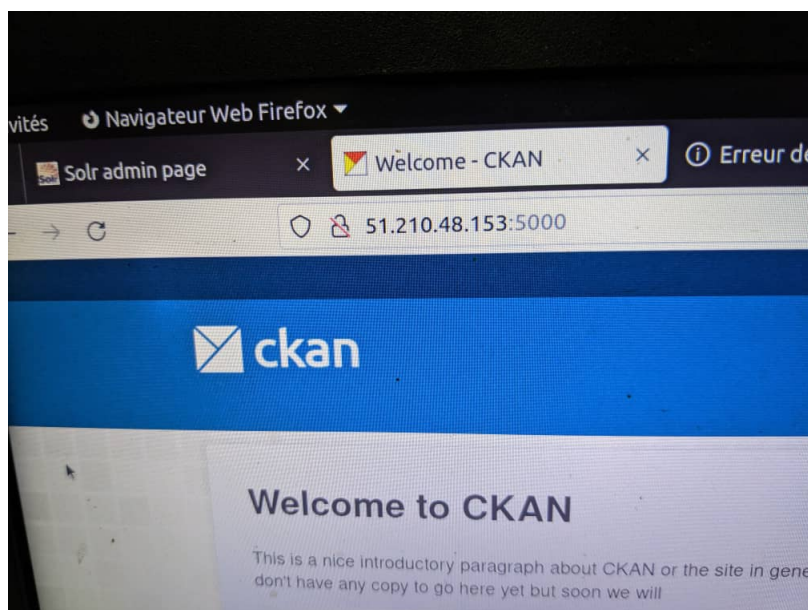 vités Navigateur Web Firefox
Solr admin page Welcome - CKAN Erreur de
51.210.48.153:5000
ckan
Welcome to CKAN
This is a nice introductory paragraph about CKAN or the site in gene
don't have any copy to go here yet but soon we will